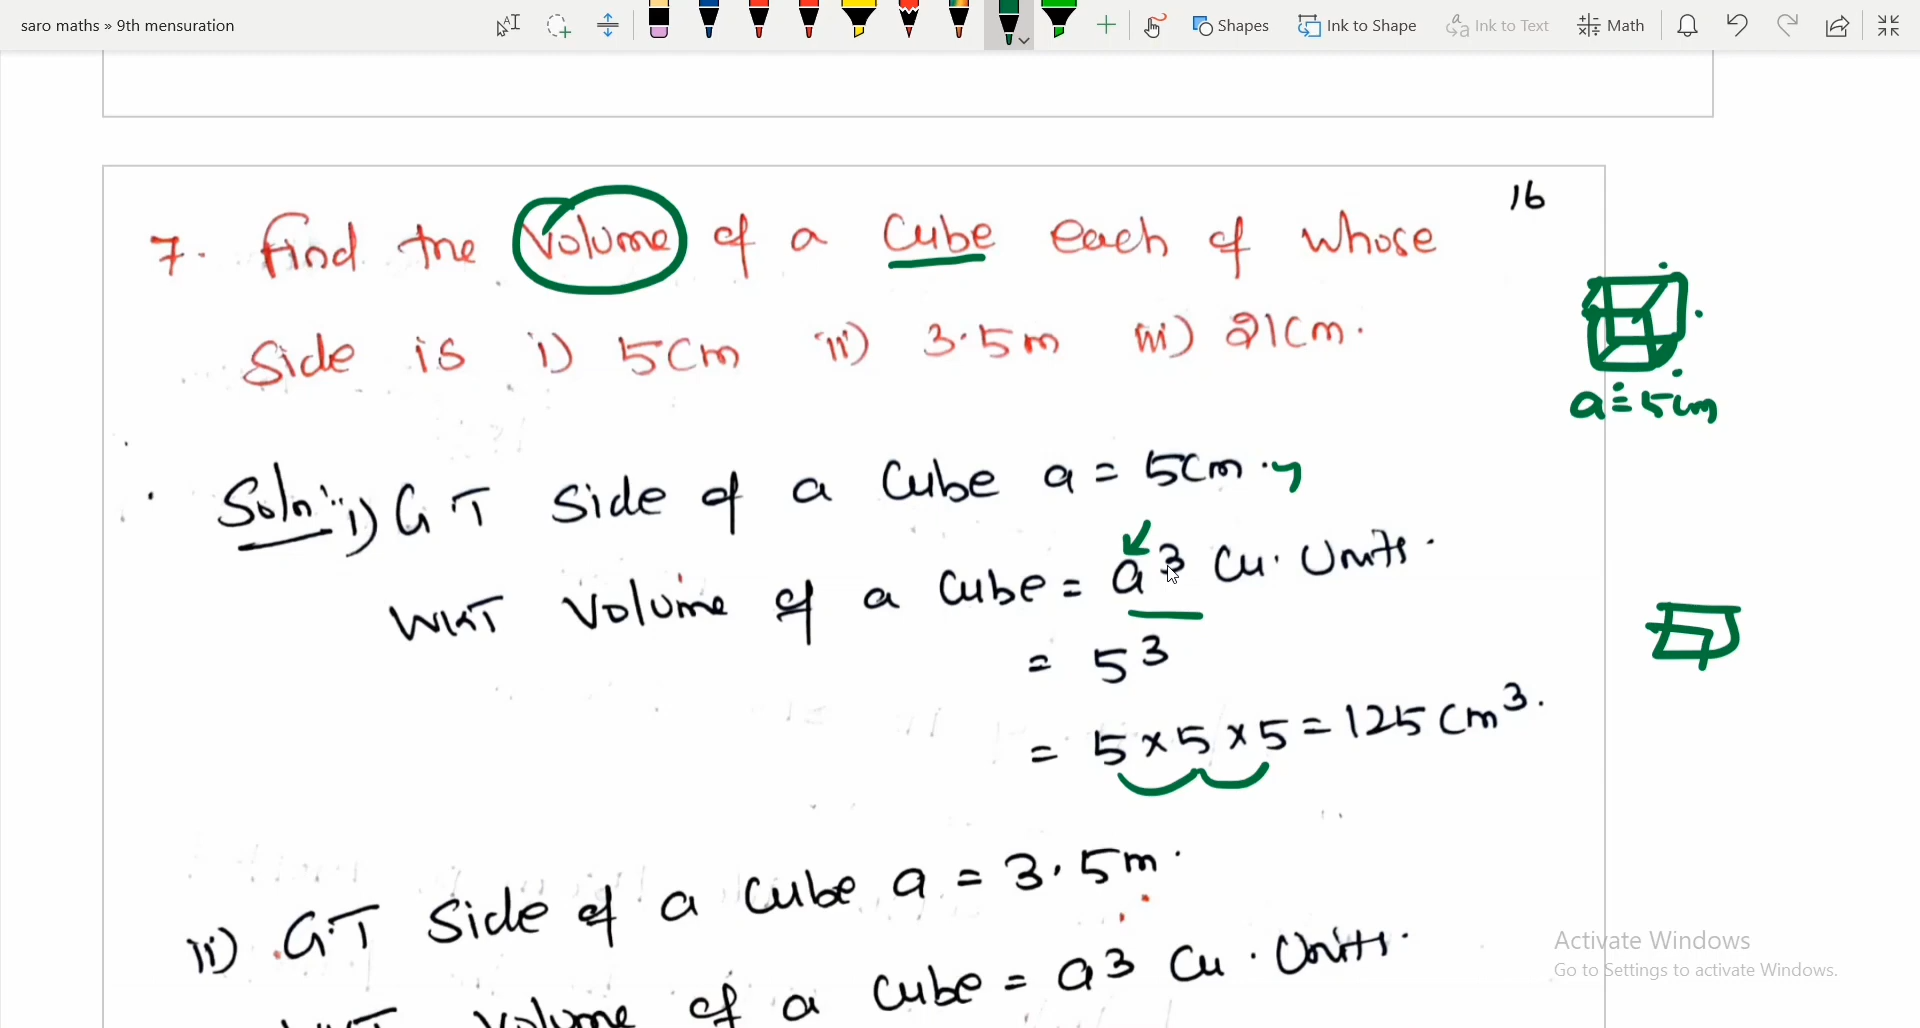 saro maths » 9th mensuration
Shapes Ink to Shape Ink to Text Math
16
7. Find the Volume of a Cube each of whose
Side is i) 5Cm ii) 3.5m iii) 21Cm.
a = 5cm
Soln: i) G T Side of a Cube a = 5Cm.
WKT Volume of a Cube = a³ Cu. Units.
= 5³
= 5 × 5 × 5 = 125 Cm³.
ii) G.T Side of a Cube a = 3.5m.
WKT Volume of a Cube = a³ Cu. Units.
Activate Windows
Go to Settings to activate Windows.